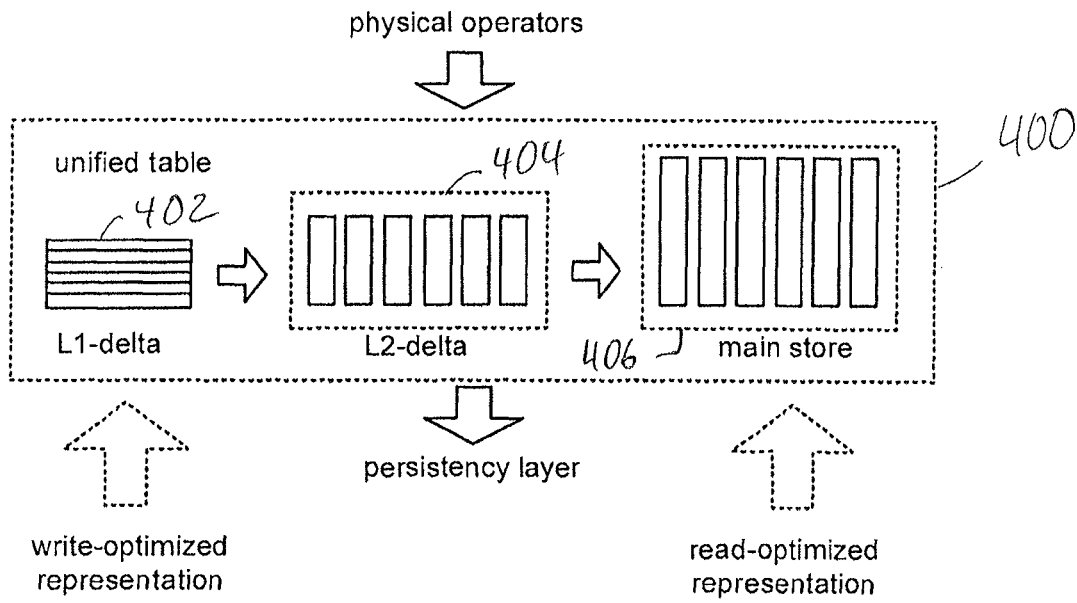 physical operators
400
unified table
404
402
L1-delta
L2-delta
406
main store
persistency layer
write-optimized
representation
read-optimized
representation